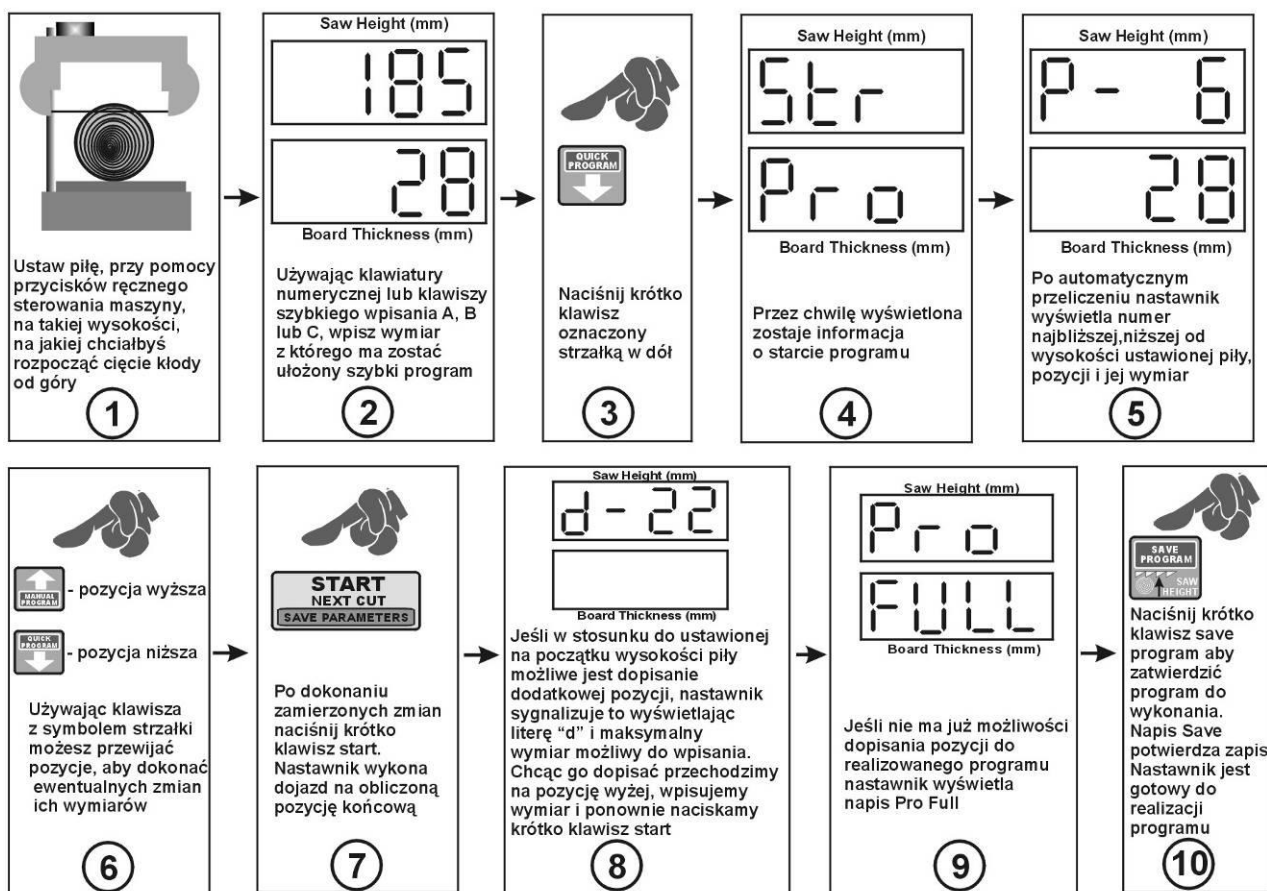 Ustaw piłę, przy pomocy
przycisków ręcznego
sterowania maszyny,
na takiej wysokości,
na jakiej chciałbyś
rozpocząć cięcie kłody
od góry
1
Saw Height (mm)
185
28
Board Thickness (mm)
Używając klawiatury
numerycznej lub klawiszy
szybkiego wpisania A, B
lub C, wpisz wymiar
z którego ma zostać
ułożony szybki program
2
QUICK
PROGRAM
Naciśnij krótko
klawisz
oznaczony
strzałką w dół
3
Saw Height (mm)
Str
Pro
Board Thickness (mm)
Przez chwilę wyświetlona
zostaje informacja
o starcie programu
4
Saw Height (mm)
P- 6
28
Board Thickness (mm)
Po automatycznym
przeliczeniu nastawnik
wyświetla numer
najbliższej,niższej od
wysokości ustawionej piły,
pozycji i jej wymiar
5
MANUAL
PROGRAM
- pozycja wyższa
QUICK
PROGRAM
- pozycja niższa
Używając klawisza
z symbolem strzałki
możesz przewijać
pozycje, aby dokonać
ewentualnych zmian
ich wymiarów
6
START
NEXT CUT
SAVE PARAMETERS
Po dokonaniu
zamierzonych zmian
naciśnij krótko
klawisz start.
Nastawnik wykona
dojazd na obliczoną
pozycję końcową
7
Saw Height (mm)
d-22
Board Thickness (mm)
Jeśli w stosunku do ustawionej
na początku wysokości piły
możliwe jest dopisanie
dodatkowej pozycji, nastawnik
sygnalizuje to wyświetlając
literę “d” i maksymalny
wymiar możliwy do wpisania.
Chcąc go dopisać przechodzimy
na pozycję wyżej, wpisujemy
wymiar i ponownie naciskamy
krótko klawisz start
8
Saw Height (mm)
Pro
FULL
Board Thickness (mm)
Jeśli nie ma już możliwości
dopisania pozycji do
realizowanego programu
nastawnik wyświetla
napis Pro Full
9
SAVE
PROGRAM
SAW
HEIGHT
Naciśnij krótko
klawisz save
program aby
zatwierdzić
program do
wykonania.
Napis Save
potwierdza zapis
Nastawnik jest
gotowy do
realizacji
programu
10